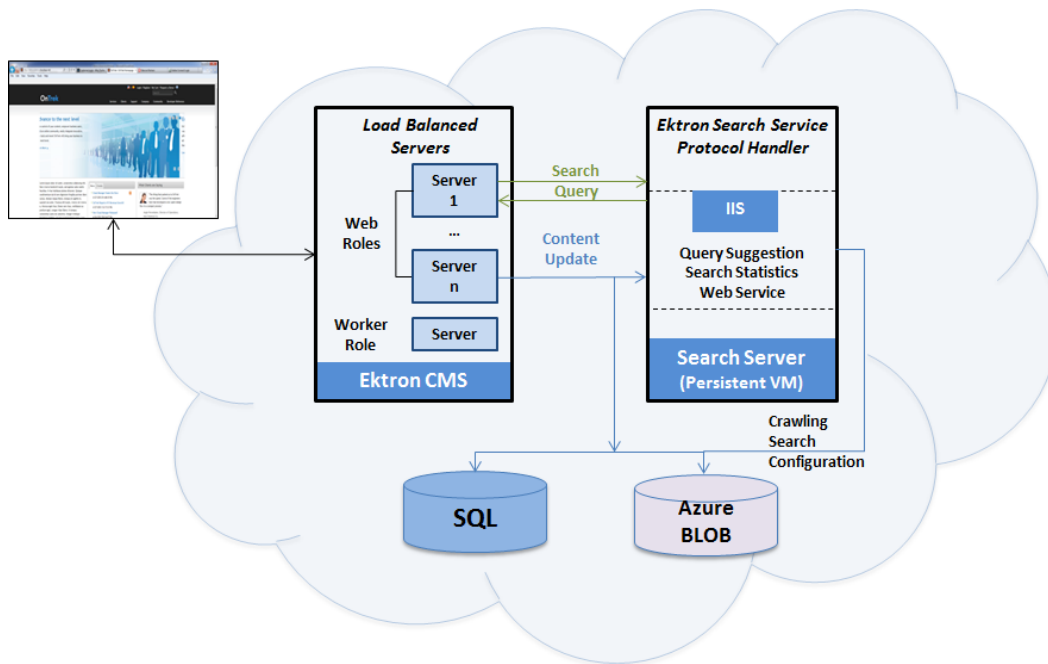 OnTrek
Load Balanced
Servers
Server
1
...
Server
n
Web
Roles
Worker
Role
Server
Ektron CMS
Search
Query
Content
Update
Ektron Search Service
Protocol Handler
IIS
Query Suggestion
Search Statistics
Web Service
Search Server
(Persistent VM)
Crawling
Search
Configuration
SQL
Azure
BLOB